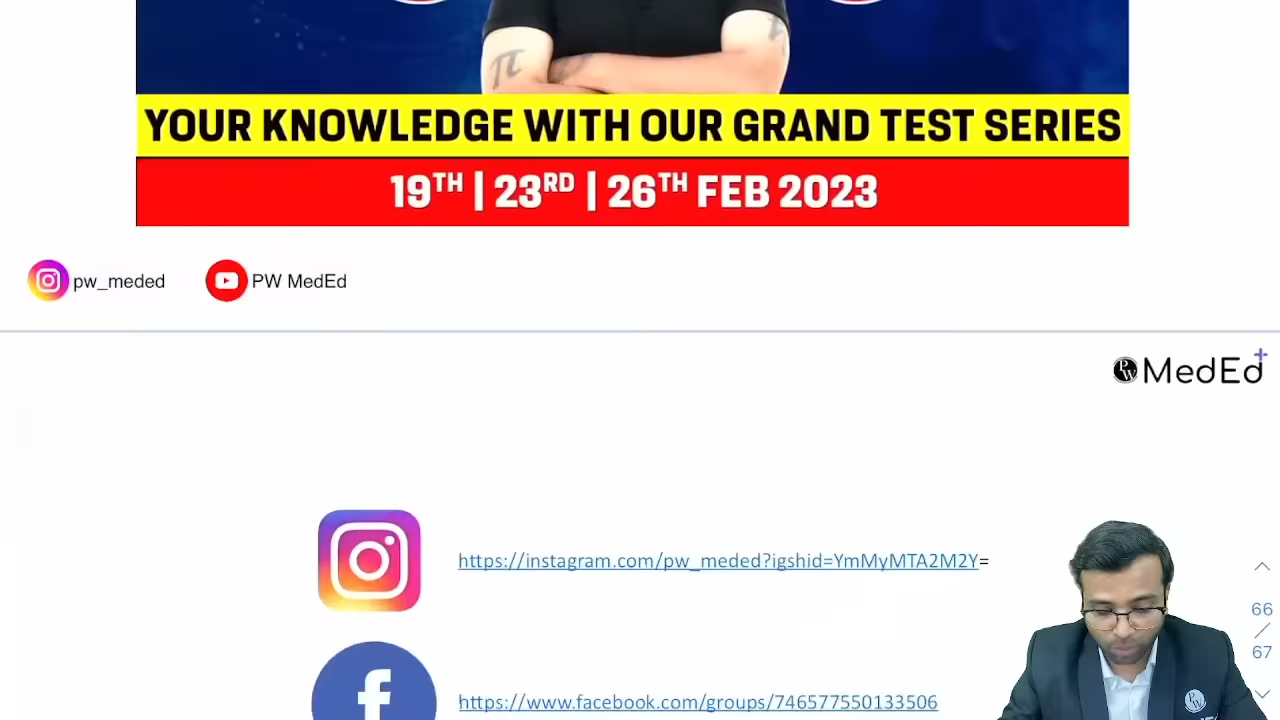 YOUR KNOWLEDGE WITH OUR GRAND TEST SERIES
19TH | 23RD | 26TH FEB 2023
pw_meded PW MedEd
PW MedEd+
https://instagram.com/pw_meded?igshid=YmMyMTA2M2Y=
https://www.facebook.com/groups/746577550133506
66
/
67